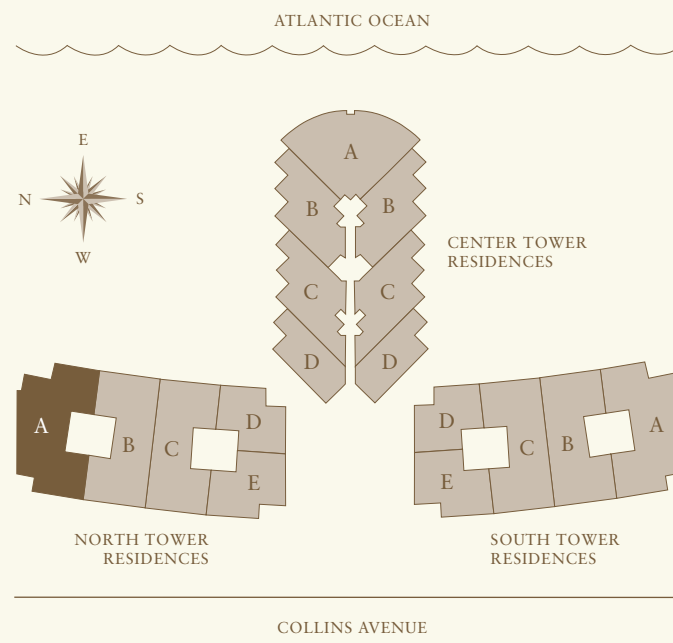 ATLANTIC OCEAN
E
N S
W
A
B B
CENTER TOWER
RESIDENCES
C C
D D
A B C D E
D E C B A
NORTH TOWER
RESIDENCES
SOUTH TOWER
RESIDENCES
COLLINS AVENUE